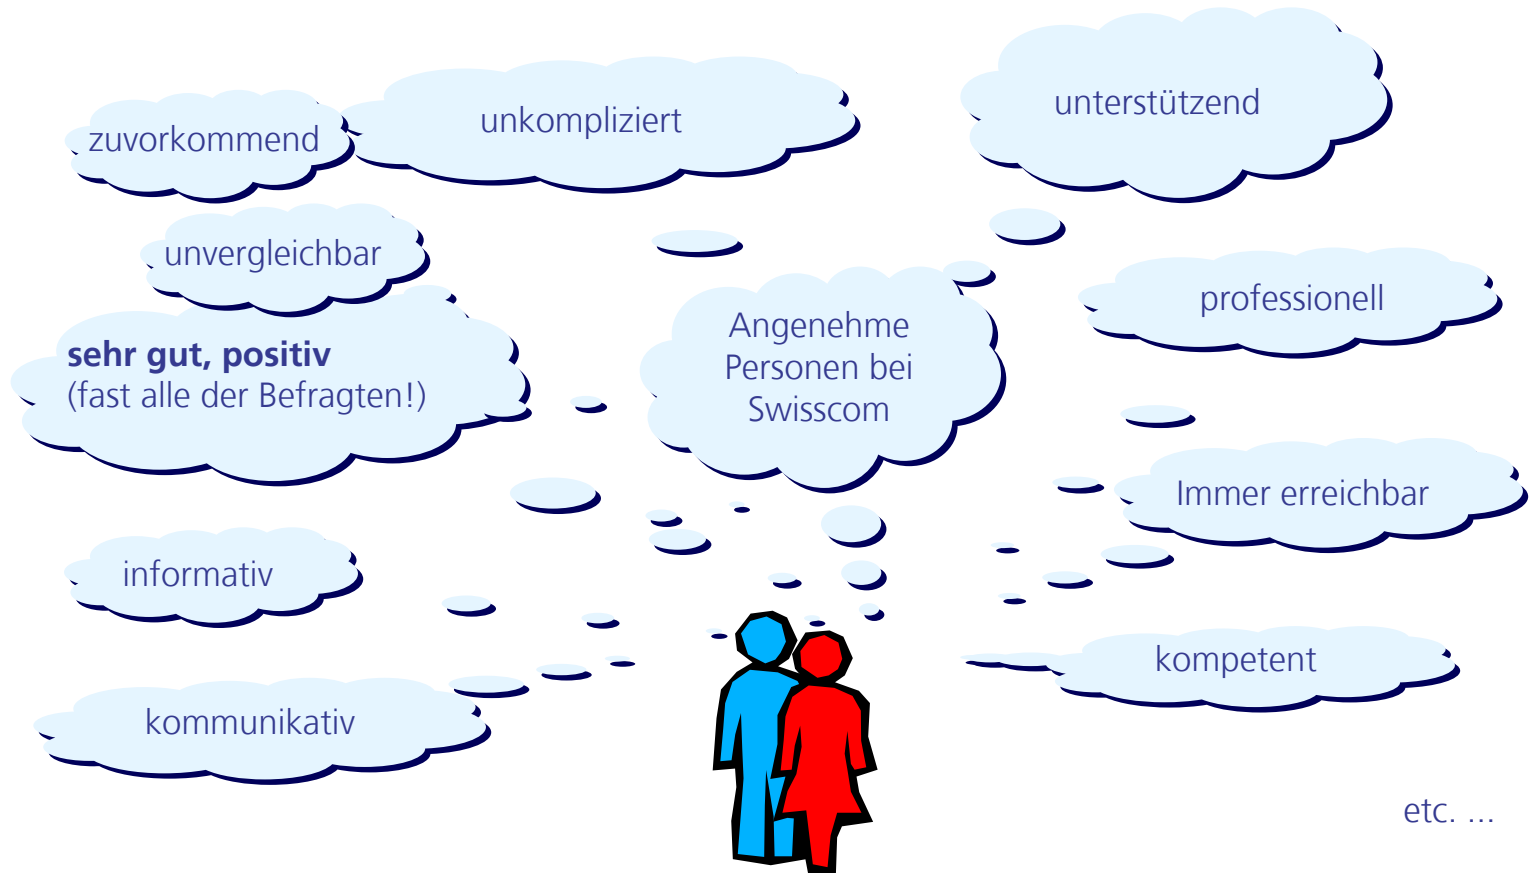 zuvorkommend
unkompliziert
unterstützend
unvergleichbar
professionell
sehr gut, positiv
(fast alle der Befragten!)
Angenehme
Personen bei
Swisscom
Immer erreichbar
informativ
kompetent
kommunikativ
etc. ...